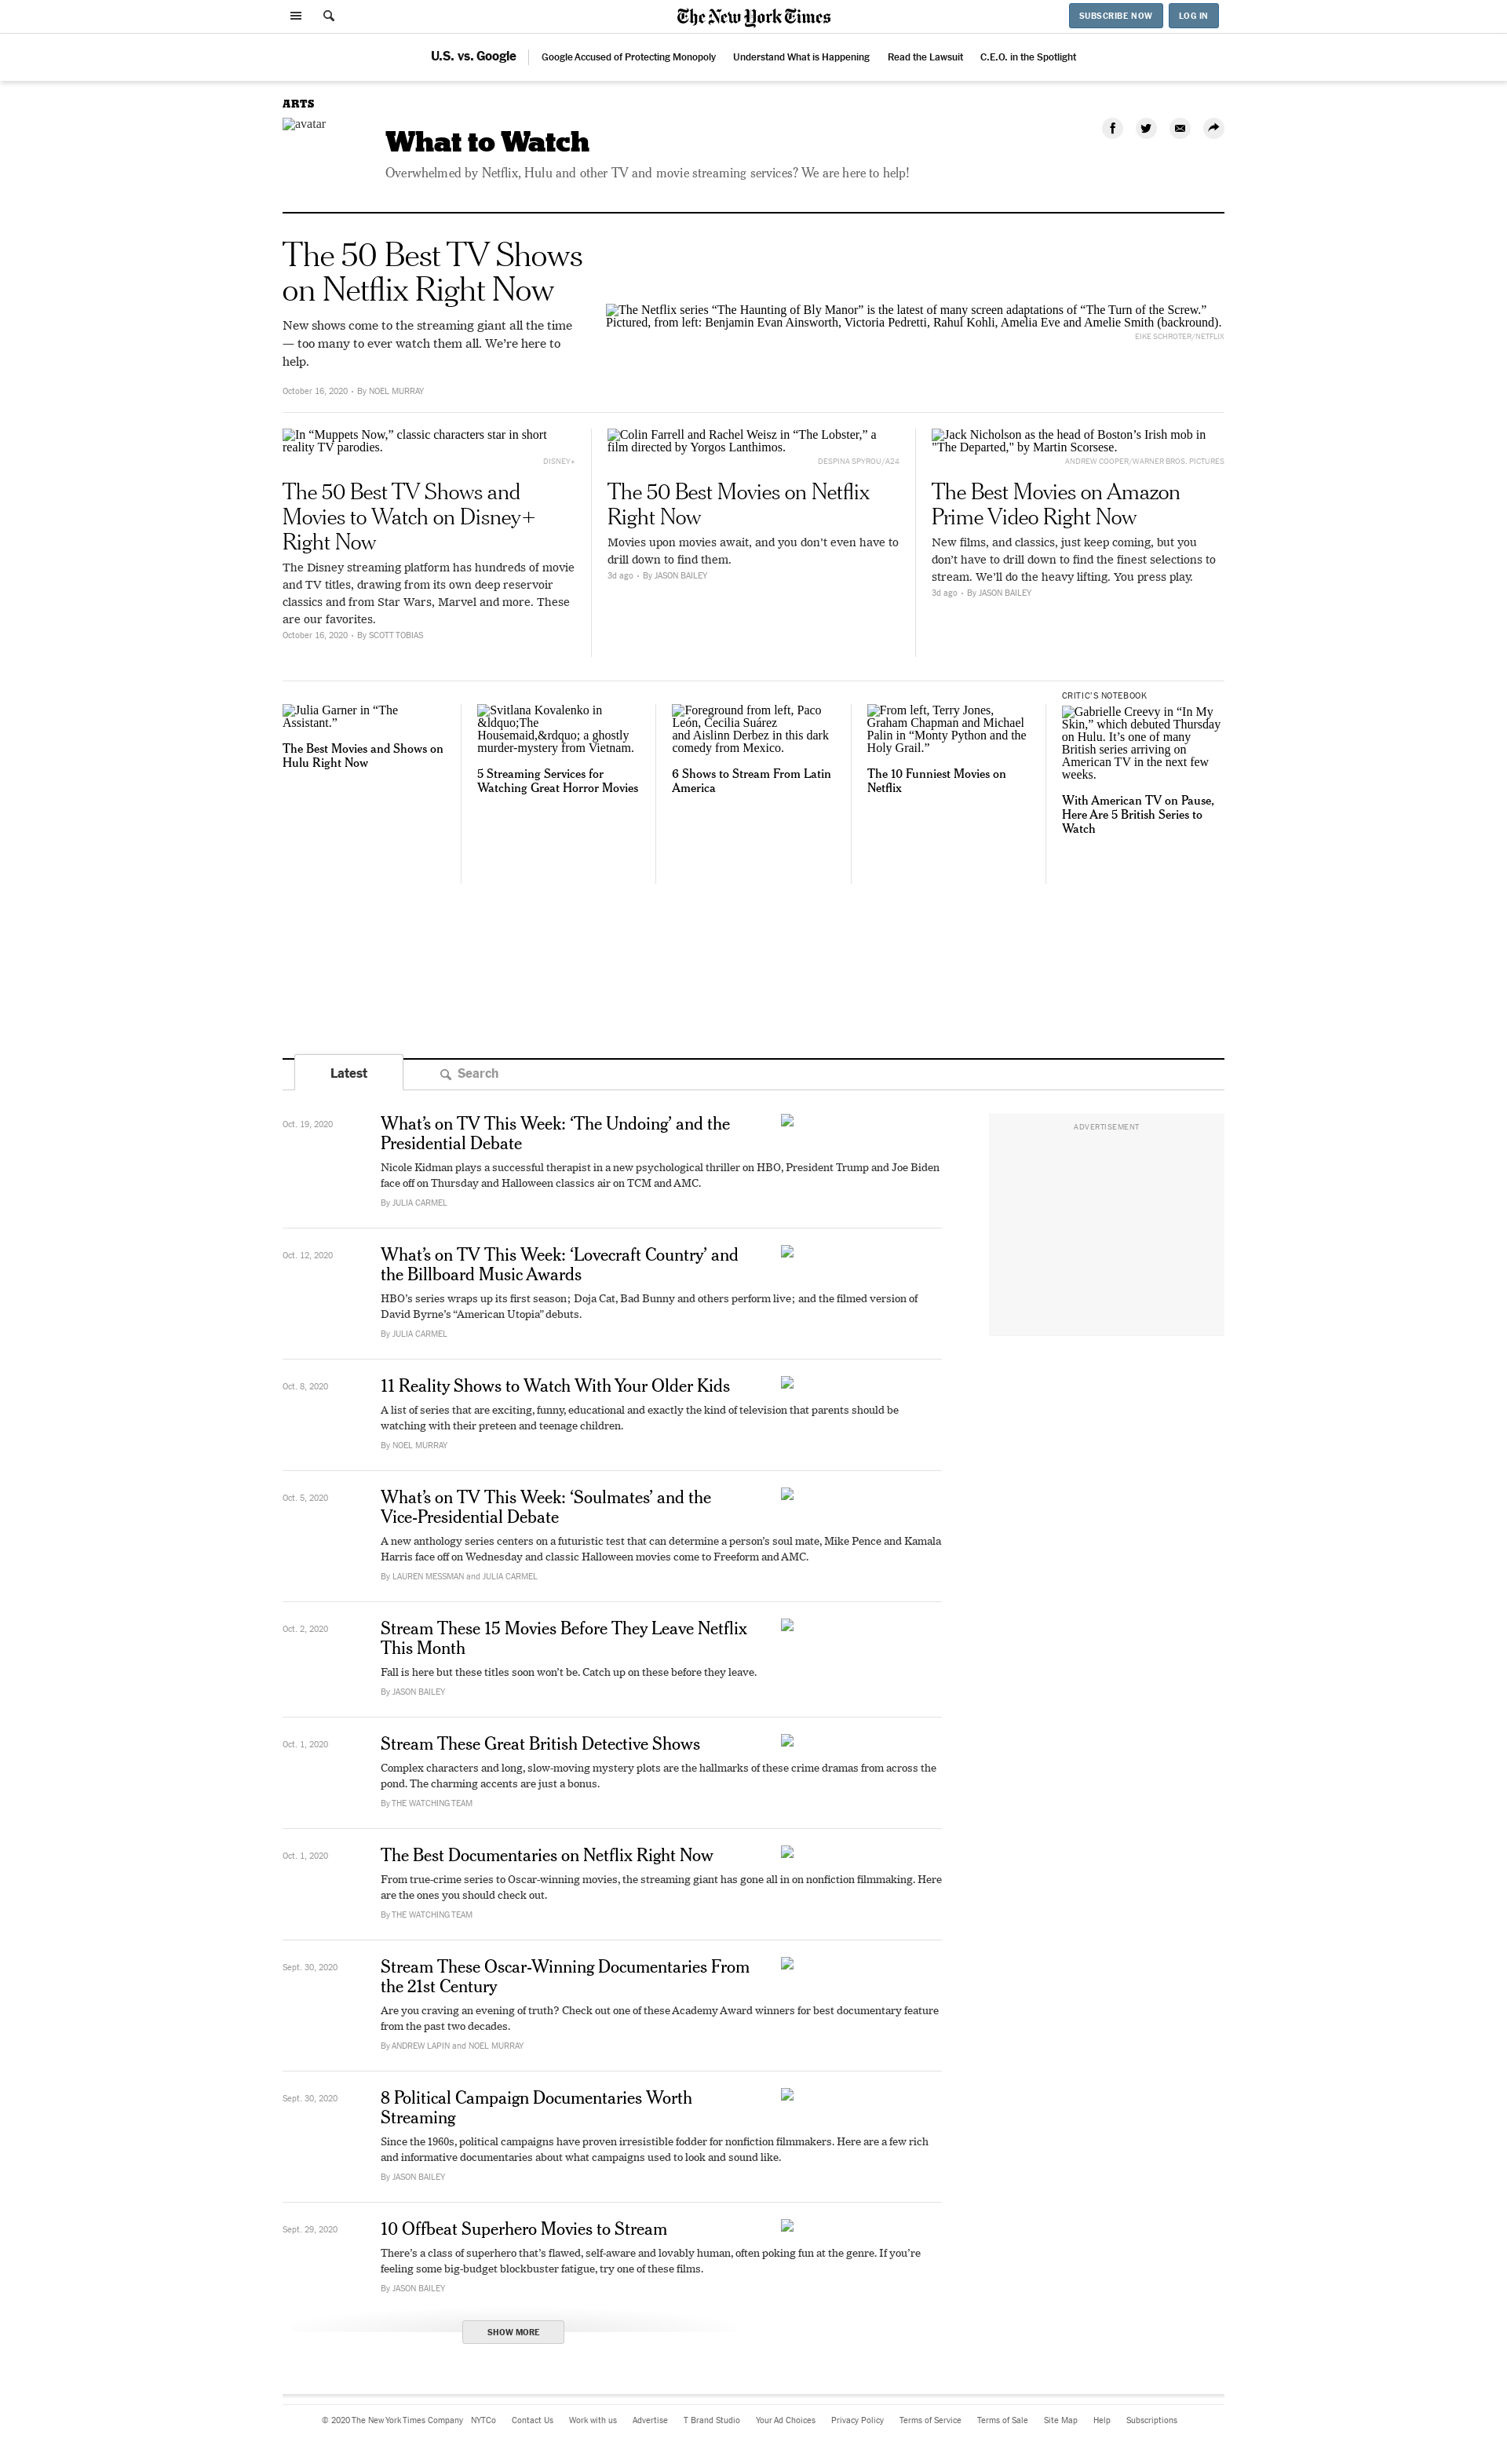 The New York Times
SUBSCRIBE NOW
LOG IN
U.S. vs. Google
Google Accused of Protecting Monopoly
Understand What is Happening
Read the Lawsuit
C.E.O. in the Spotlight
ARTS
avatar
What to Watch
Overwhelmed by Netflix, Hulu and other TV and movie streaming services? We are here to help!
The 50 Best TV Shows
on Netflix Right Now
New shows come to the streaming giant all the time
— too many to ever watch them all. We’re here to
help.
October 16, 2020 • By NOEL MURRAY
The Netflix series “The Haunting of Bly Manor” is the latest of many screen adaptations of “The Turn of the Screw.”
Pictured, from left: Benjamin Evan Ainsworth, Victoria Pedretti, Rahul Kohli, Amelia Eve and Amelie Smith (backround).
EIKE SCHROTER/NETFLIX
In “Muppets Now,” classic characters star in short
reality TV parodies.
DISNEY+
The 50 Best TV Shows and
Movies to Watch on Disney+
Right Now
The Disney streaming platform has hundreds of movie
and TV titles, drawing from its own deep reservoir
classics and from Star Wars, Marvel and more. These
are our favorites.
October 16, 2020 • By SCOTT TOBIAS
Colin Farrell and Rachel Weisz in “The Lobster,” a
film directed by Yorgos Lanthimos.
DESPINA SPYROU/A24
The 50 Best Movies on Netflix
Right Now
Movies upon movies await, and you don’t even have to
drill down to find them.
3d ago • By JASON BAILEY
Jack Nicholson as the head of Boston’s Irish mob in
"The Departed," by Martin Scorsese.
ANDREW COOPER/WARNER BROS. PICTURES
The Best Movies on Amazon
Prime Video Right Now
New films, and classics, just keep coming, but you
don’t have to drill down to find the finest selections to
stream. We’ll do the heavy lifting. You press play.
3d ago • By JASON BAILEY
Julia Garner in “The
Assistant.”
The Best Movies and Shows on
Hulu Right Now
Svitlana Kovalenko in
&ldquo;The
Housemaid,&rdquo; a ghostly
murder-mystery from Vietnam.
5 Streaming Services for
Watching Great Horror Movies
Foreground from left, Paco
León, Cecilia Suárez
and Aislinn Derbez in this dark
comedy from Mexico.
6 Shows to Stream From Latin
America
From left, Terry Jones,
Graham Chapman and Michael
Palin in “Monty Python and the
Holy Grail.”
The 10 Funniest Movies on
Netflix
CRITIC’S NOTEBOOK
Gabrielle Creevy in “In My
Skin,” which debuted Thursday
on Hulu. It’s one of many
British series arriving on
American TV in the next few
weeks.
With American TV on Pause,
Here Are 5 British Series to
Watch
Latest
Search
ADVERTISEMENT
Oct. 19, 2020
What’s on TV This Week: ‘The Undoing’ and the
Presidential Debate
Nicole Kidman plays a successful therapist in a new psychological thriller on HBO, President Trump and Joe Biden
face off on Thursday and Halloween classics air on TCM and AMC.
By JULIA CARMEL
Oct. 12, 2020
What’s on TV This Week: ‘Lovecraft Country’ and
the Billboard Music Awards
HBO’s series wraps up its first season; Doja Cat, Bad Bunny and others perform live; and the filmed version of
David Byrne’s “American Utopia” debuts.
By JULIA CARMEL
Oct. 8, 2020
11 Reality Shows to Watch With Your Older Kids
A list of series that are exciting, funny, educational and exactly the kind of television that parents should be
watching with their preteen and teenage children.
By NOEL MURRAY
Oct. 5, 2020
What’s on TV This Week: ‘Soulmates’ and the
Vice-Presidential Debate
A new anthology series centers on a futuristic test that can determine a person’s soul mate, Mike Pence and Kamala
Harris face off on Wednesday and classic Halloween movies come to Freeform and AMC.
By LAUREN MESSMAN and JULIA CARMEL
Oct. 2, 2020
Stream These 15 Movies Before They Leave Netflix
This Month
Fall is here but these titles soon won’t be. Catch up on these before they leave.
By JASON BAILEY
Oct. 1, 2020
Stream These Great British Detective Shows
Complex characters and long, slow-moving mystery plots are the hallmarks of these crime dramas from across the
pond. The charming accents are just a bonus.
By THE WATCHING TEAM
Oct. 1, 2020
The Best Documentaries on Netflix Right Now
From true-crime series to Oscar-winning movies, the streaming giant has gone all in on nonfiction filmmaking. Here
are the ones you should check out.
By THE WATCHING TEAM
Sept. 30, 2020
Stream These Oscar-Winning Documentaries From
the 21st Century
Are you craving an evening of truth? Check out one of these Academy Award winners for best documentary feature
from the past two decades.
By ANDREW LAPIN and NOEL MURRAY
Sept. 30, 2020
8 Political Campaign Documentaries Worth
Streaming
Since the 1960s, political campaigns have proven irresistible fodder for nonfiction filmmakers. Here are a few rich
and informative documentaries about what campaigns used to look and sound like.
By JASON BAILEY
Sept. 29, 2020
10 Offbeat Superhero Movies to Stream
There’s a class of superhero that’s flawed, self-aware and lovably human, often poking fun at the genre. If you’re
feeling some big-budget blockbuster fatigue, try one of these films.
By JASON BAILEY
SHOW MORE
© 2020 The New York Times Company
NYTCo
Contact Us
Work with us
Advertise
T Brand Studio
Your Ad Choices
Privacy Policy
Terms of Service
Terms of Sale
Site Map
Help
Subscriptions